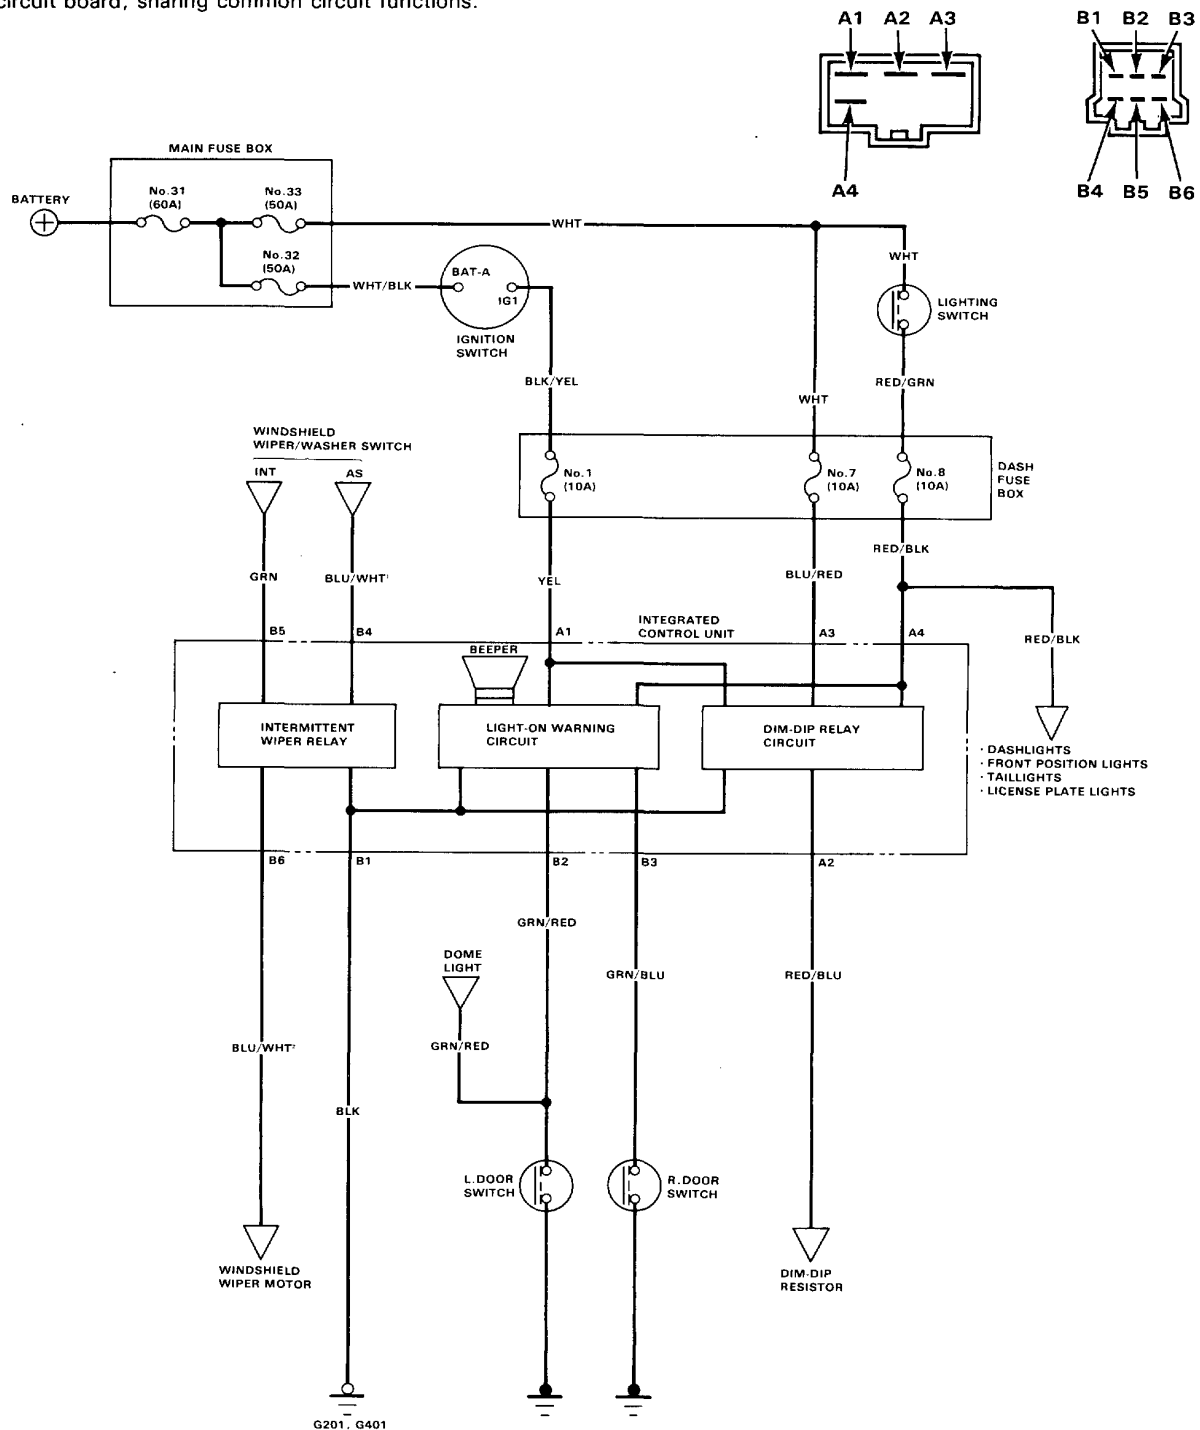 circuit board, sharing common circuit functions.
A1 A2 A3
B1 B2 B3
A4
B4 B5 B6
MAIN FUSE BOX
BATTERY
No.31
(60A)
No.33
(50A)
No.32
(50A)
WHT
WHT
WHT/BLK
BAT-A
IG1
IGNITION
SWITCH
LIGHTING
SWITCH
BLK/YEL
RED/GRN
WHT
WINDSHIELD
WIPER/WASHER SWITCH
INT
AS
No.1
(10A)
No.7
(10A)
No.8
(10A)
DASH
FUSE
BOX
GRN
BLU/WHT¹
YEL
BLU/RED
RED/BLK
RED/BLK
B5
B4
A1
INTEGRATED
CONTROL UNIT
A3
A4
BEEPER
INTERMITTENT
WIPER RELAY
LIGHT-ON WARNING
CIRCUIT
DIM-DIP RELAY
CIRCUIT
· DASHLIGHTS
· FRONT POSITION LIGHTS
· TAILLIGHTS
· LICENSE PLATE LIGHTS
B6
B1
B2
B3
A2
GRN/RED
DOME
LIGHT
GRN/BLU
RED/BLU
BLU/WHT²
GRN/RED
BLK
L.DOOR
SWITCH
R.DOOR
SWITCH
WINDSHIELD
WIPER MOTOR
DIM-DIP
RESISTOR
G201, G401